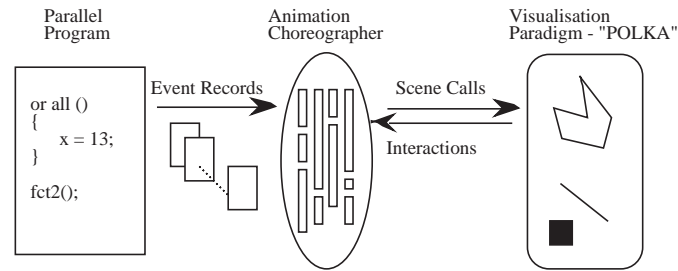 Parallel
Program
Animation
Choreographer
Visualisation
Paradigm - "POLKA"
or all ()
{
x = 13;
}
fct2();
Event Records
Scene Calls
Interactions